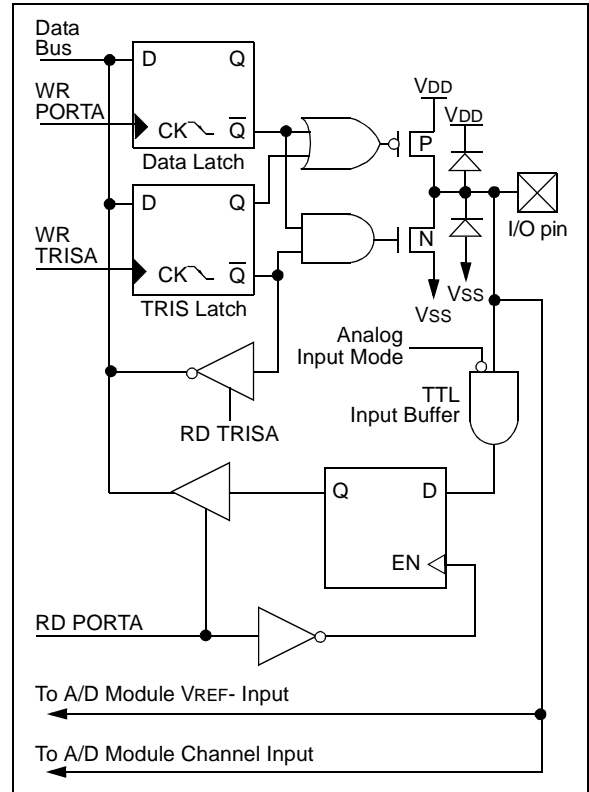 Data
Bus
D Q
WR
PORTA
CK Q
Data Latch
VDD
P
VDD
I/O pin
D Q
WR
TRISA
CK Q
TRIS Latch
N
VSS
VSS
Analog
Input Mode
TTL
Input Buffer
RD TRISA
Q D
EN
RD PORTA
To A/D Module VREF- Input
To A/D Module Channel Input